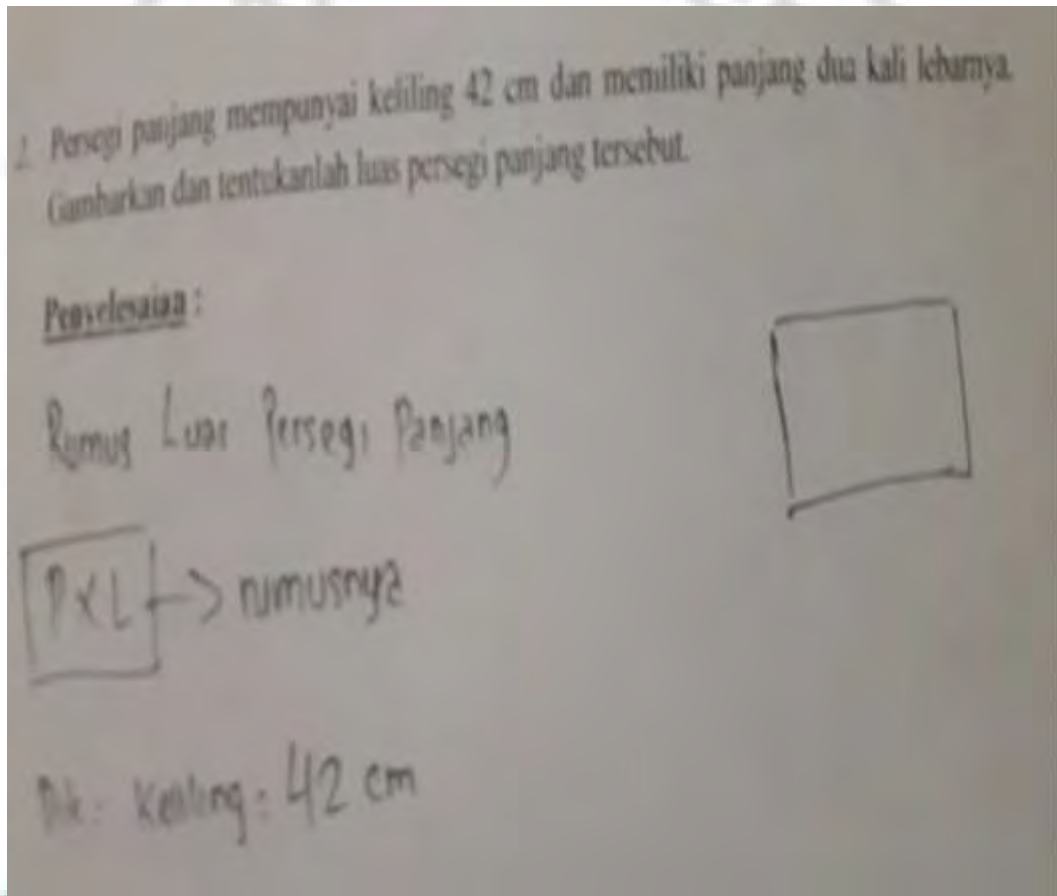 2. Persegi panjang mempunyai keliling 42 cm dan memiliki panjang dua kali lebarnya.
Gambarkan dan tentukanlah luas persegi panjang tersebut.
Penyelesaian :
Rumus Luas Persegi Panjang
P x L → rumusnya
Dik : Keliling : 42 cm